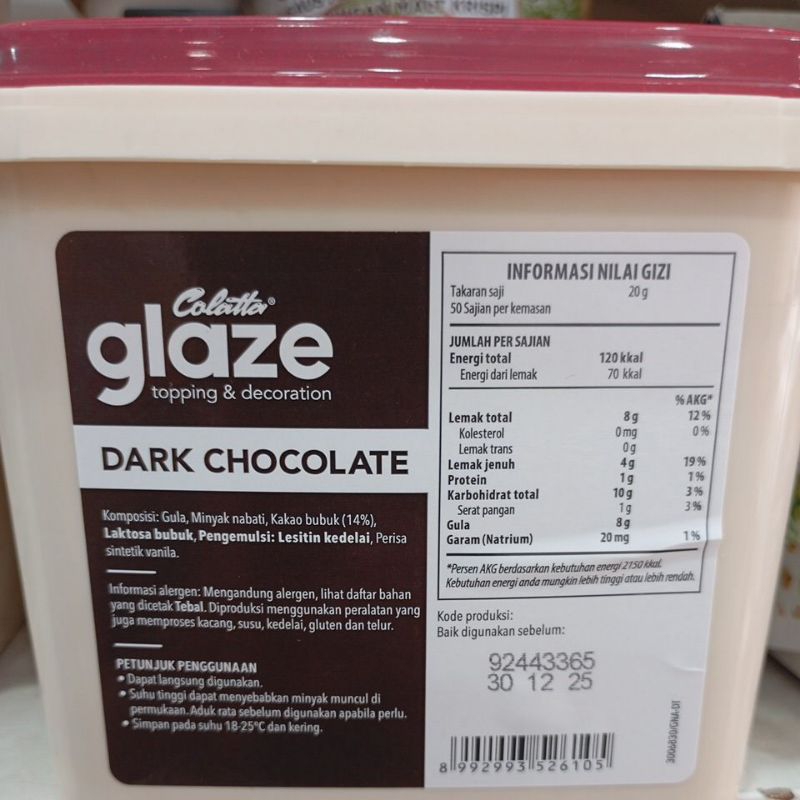 Colatta®
glaze
topping & decoration
DARK CHOCOLATE
Komposisi: Gula, Minyak nabati, Kakao bubuk (14%),
Laktosa bubuk, Pengemulsi: Lesitin kedelai, Perisa
sintetik vanila.
Informasi alergen: Mengandung alergen, lihat daftar bahan
yang dicetak Tebal. Diproduksi menggunakan peralatan yang
juga memproses kacang, susu, kedelai, gluten dan telur.
PETUNJUK PENGGUNAAN
• Dapat langsung digunakan.
• Suhu tinggi dapat menyebabkan minyak muncul di
permukaan. Aduk rata sebelum digunakan apabila perlu.
• Simpan pada suhu 18-25°C dan kering.
INFORMASI NILAI GIZI
Takaran saji 20 g
50 Sajian per kemasan
JUMLAH PER SAJIAN
Energi total 120 kkal
Energi dari lemak 70 kkal
% AKG*
Lemak total 8 g 12 %
Kolesterol 0 mg 0 %
Lemak trans 0 g
Lemak jenuh 4 g 19 %
Protein 1 g 1 %
Karbohidrat total 10 g 3 %
Serat pangan 1 g 3 %
Gula 8 g
Garam (Natrium) 20 mg 1 %
*Persen AKG berdasarkan kebutuhan energi 2150 kkal.
Kebutuhan energi anda mungkin lebih tinggi atau lebih rendah.
Kode produksi:
Baik digunakan sebelum:
92443365
30 12 25
8 992993 526105